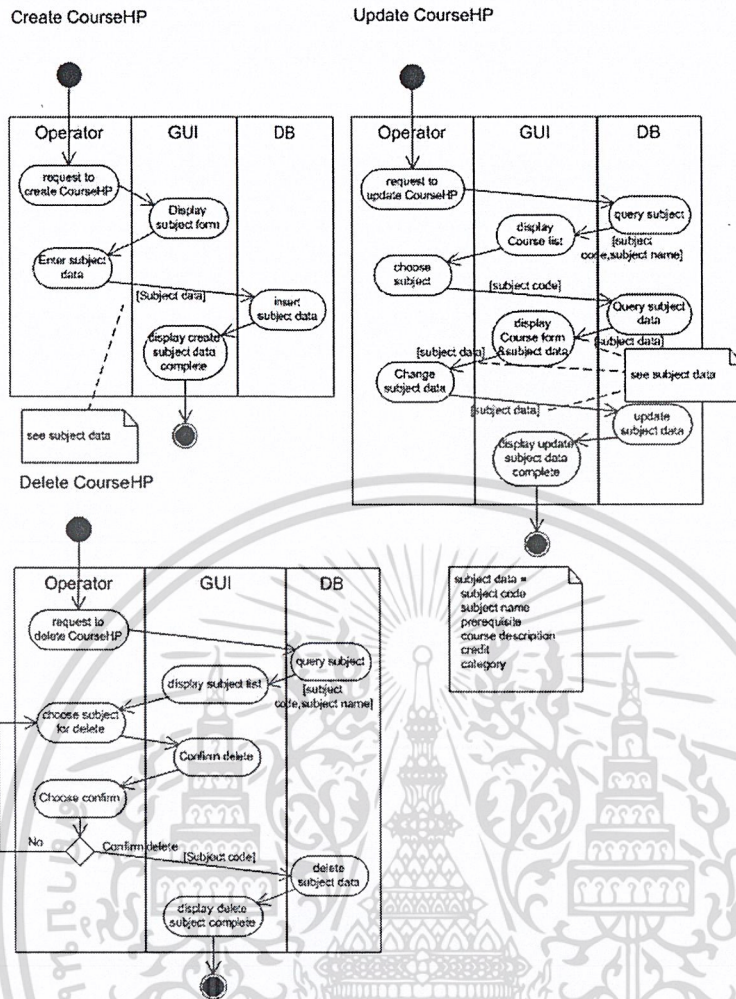 Create CourseHP
Operator
GUI
DB
request to
create CourseHP
Display
subject form
Enter subject
data
[Subject data]
insert
subject data
display create
subject data
complete
see subject data
Update CourseHP
Operator
GUI
DB
request to
update CourseHP
query subject
[subject
code,subject name]
display
Course list
choose
subject
[subject code]
Query subject
data
[subject data]
display
Course form
&subject data
[subject data]
Change
subject data
see subject data
[subject data]
update
subject data
display update
subject data
complete
subject data =
subject code
subject name
prerequisite
course description
credit
category
Delete CourseHP
Operator
GUI
DB
request to
delete CourseHP
query subject
[subject
code,subject name]
display subject list
choose subject
for delete
Confirm delete
Choose confirm
No
Confirm delete
[Subject code]
delete
subject data
display delete
subject complete